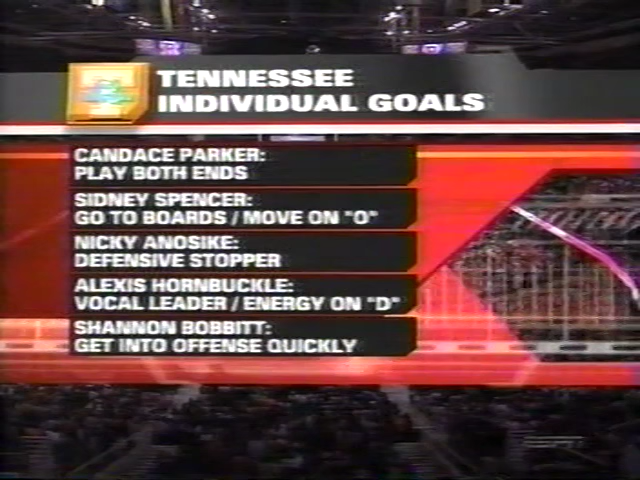 TENNESSEE
INDIVIDUAL GOALS
CANDACE PARKER:
PLAY BOTH ENDS
SIDNEY SPENCER:
GO TO BOARDS / MOVE ON "O"
NICKY ANOSIKE:
DEFENSIVE STOPPER
ALEXIS HORNBUCKLE:
VOCAL LEADER / ENERGY ON "D"
SHANNON BOBBITT:
GET INTO OFFENSE QUICKLY
ESPN